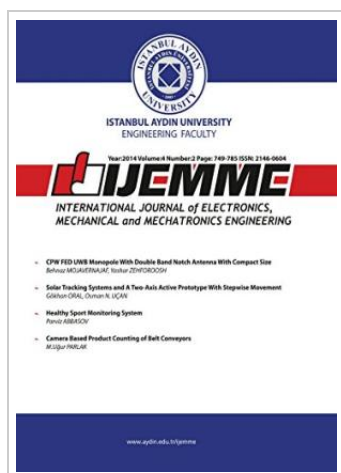 ISTANBUL AYDIN
UNIVERSITY
ISTANBUL AYDIN UNIVERSITY
ENGINEERING FACULTY
Year:2014 Volume:4 Number:2 Page: 749-785 ISSN: 2146-0604
IJEMME
INTERNATIONAL JOURNAL of ELECTRONICS,
MECHANICAL and MECHATRONICS ENGINEERING
CPW FED UWB Monopole With Double Band Notch Antenna With Compact Size
Behnaz MOJAVERNAJAF, Yashar ZEHFOROOSH
Solar Tracking Systems and A Two-Axis Active Prototype With Stepwise Movement
Gökhan ORAL, Osman N. UÇAN
Healthy Sport Monitoring System
Parviz ABBASOV
Camera Based Product Counting of Belt Conveyors
M.Uğur PARLAK
www.aydin.edu.tr/ijemme